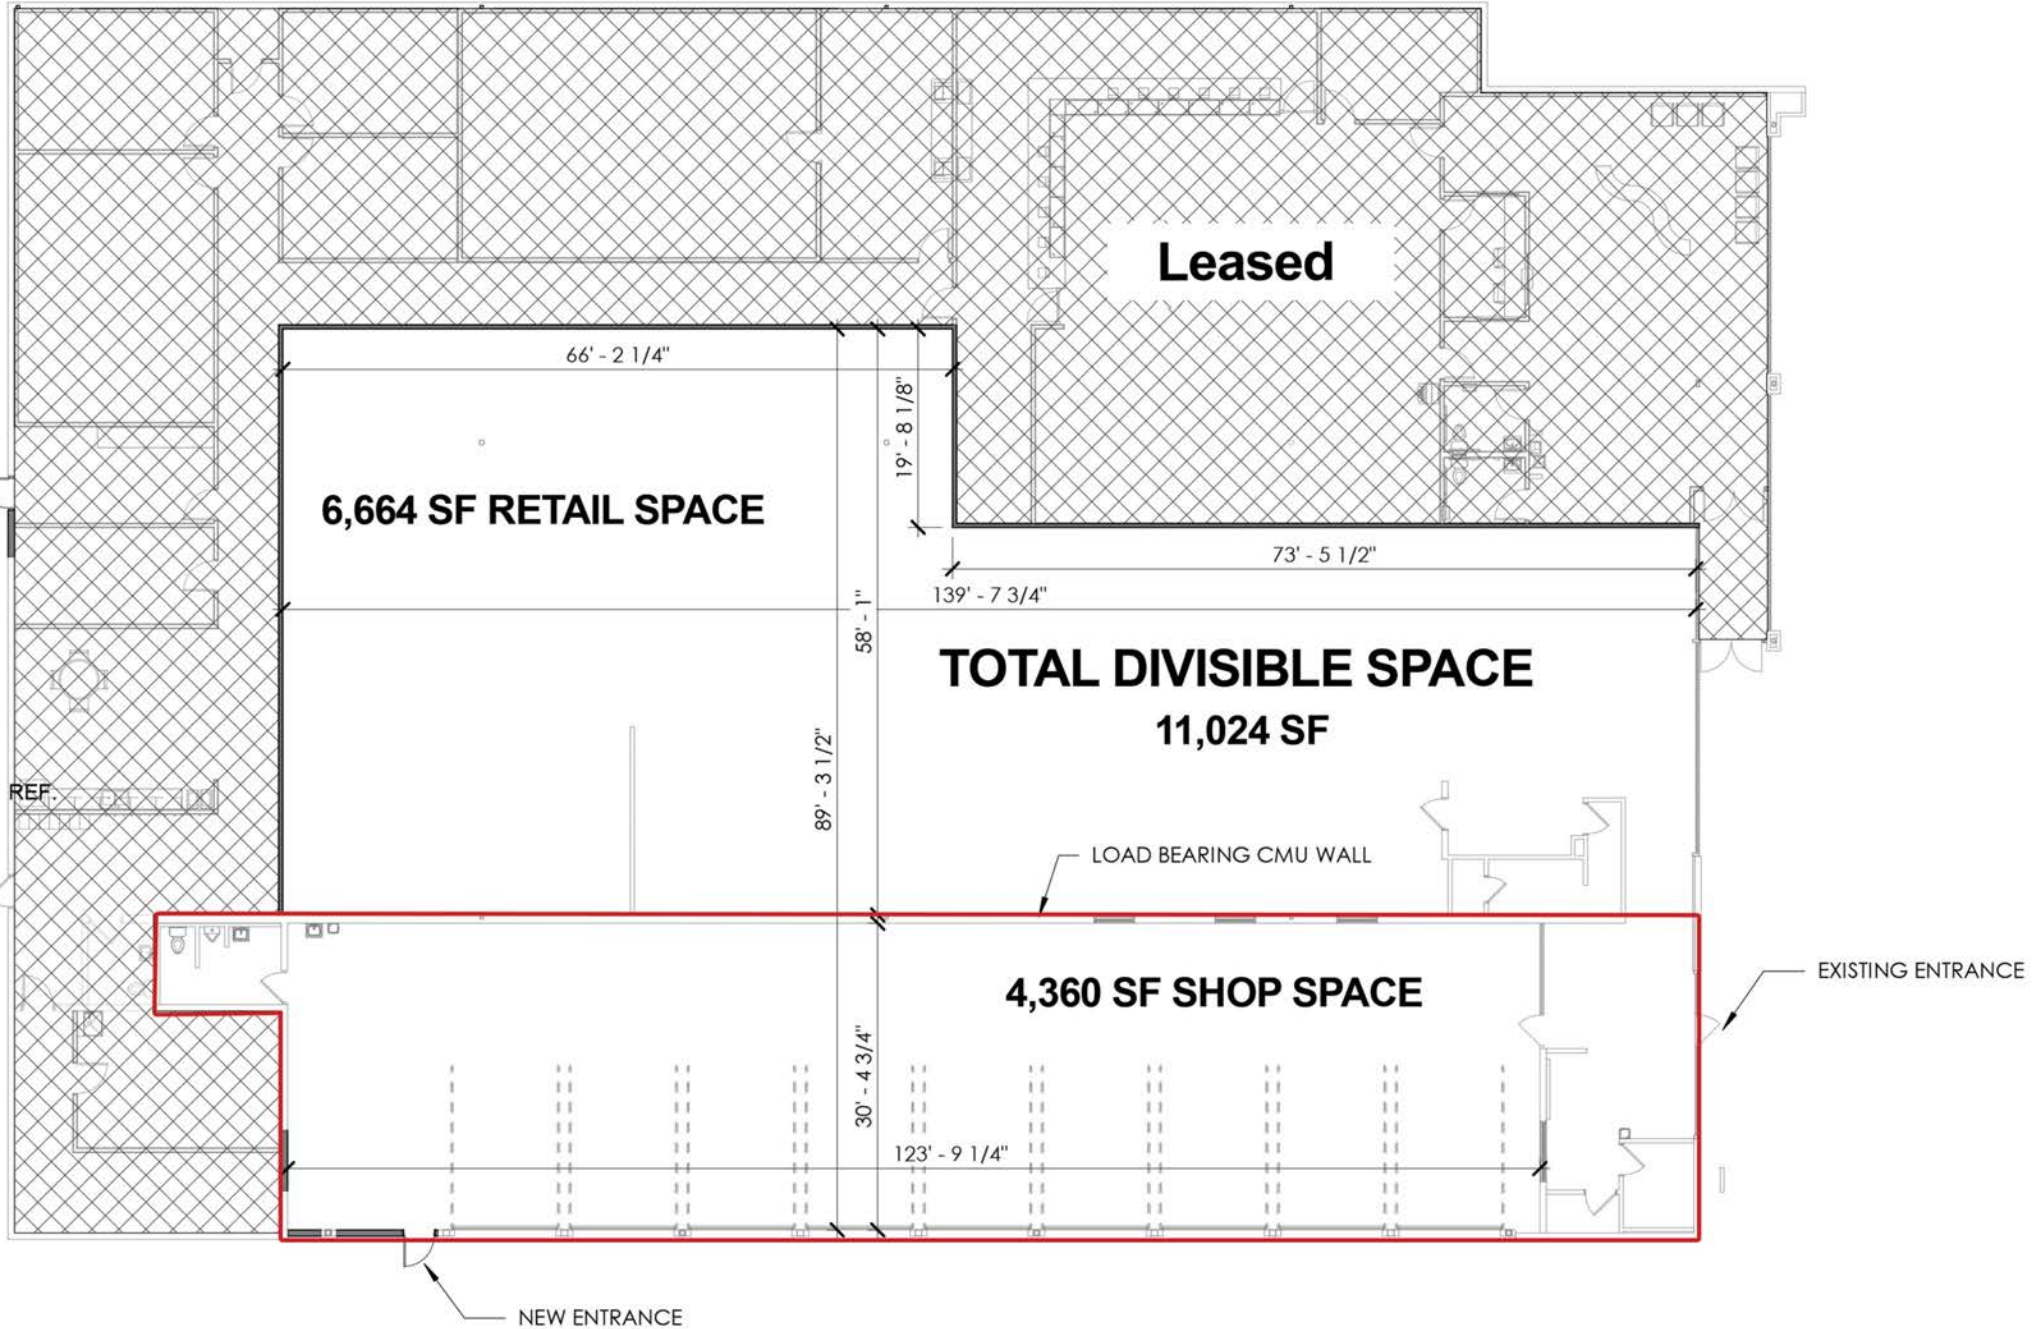 Leased
66' - 2 1/4"
19' - 8 1/8"
6,664 SF RETAIL SPACE
73' - 5 1/2"
139' - 7 3/4"
58' - 1"
TOTAL DIVISIBLE SPACE
11,024 SF
89' - 3 1/2"
REF.
LOAD BEARING CMU WALL
EXISTING ENTRANCE
4,360 SF SHOP SPACE
30' - 4 3/4"
123' - 9 1/4"
NEW ENTRANCE